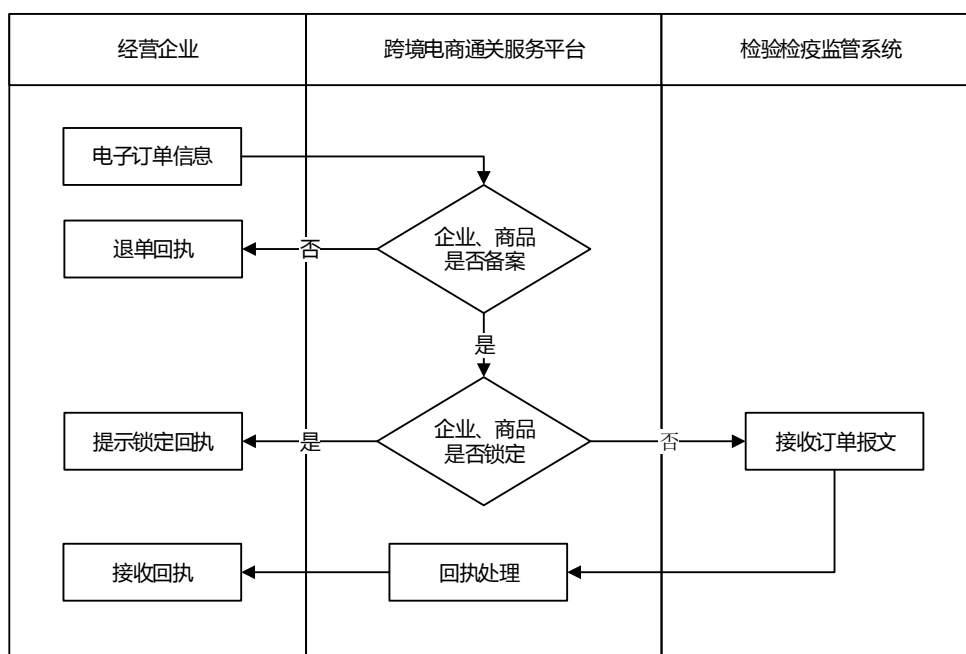 经营企业
跨境电商通关服务平台
检验检疫监管系统
电子订单信息
退单回执
否
企业、商品
是否备案
是
提示锁定回执
是
企业、商品
是否锁定
否
接收订单报文
接收回执
回执处理